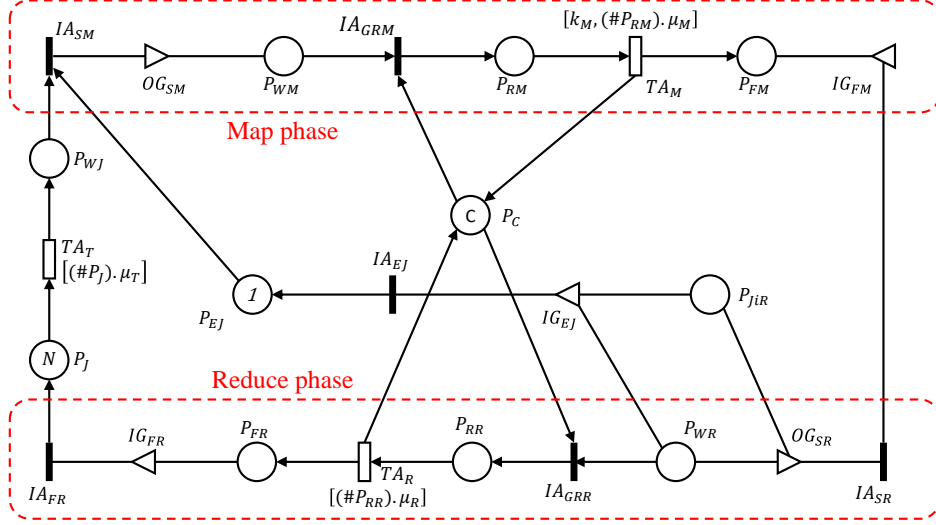 IA_SM
OG_SM
P_WM
IA_GRM
P_RM
[k_M, (#P_RM). μ_M]
TA_M
P_FM
IG_FM
Map phase
P_WJ
C
P_C
TA_T
[(#P_J). μ_T]
IA_EJ
1
P_EJ
IG_EJ
P_JiR
N
P_J
Reduce phase
IG_FR
P_FR
P_RR
P_WR
OG_SR
IA_FR
TA_R
[(#P_RR). μ_R]
IA_GRR
IA_SR